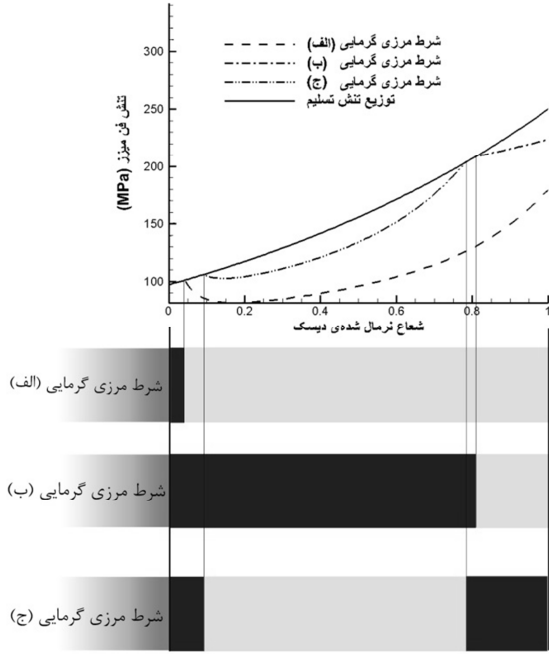 شرط مرزی گرمایی (الف)
شرط مرزی گرمایی (ب)
شرط مرزی گرمایی (ج)
توزیع تنش تسلیم
تنش فن میزز (MPa)
300
250
200
150
100
0 0.2 0.4 0.6 0.8 1
شعاع نرمال شده‌ی دیسک
شرط مرزی گرمایی (الف)
شرط مرزی گرمایی (ب)
شرط مرزی گرمایی (ج)